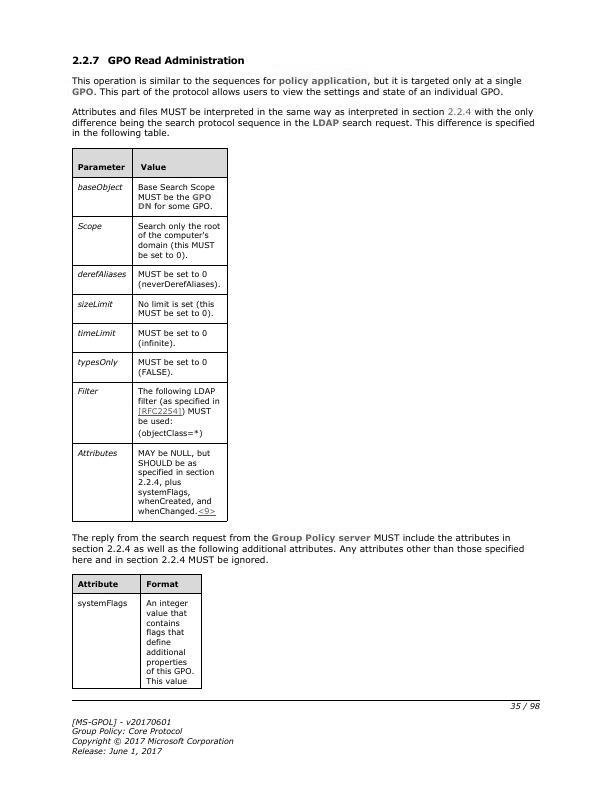 2.2.7 GPO Read Administration
This operation is similar to the sequences for policy application, but it is targeted only at a single
GPO. This part of the protocol allows users to view the settings and state of an individual GPO.
Attributes and files MUST be interpreted in the same way as interpreted in section 2.2.4 with the only
difference being the search protocol sequence in the LDAP search request. This difference is specified
in the following table.
Parameter Value
baseObject Base Search Scope
MUST be the GPO
DN for some GPO.
Scope Search only the root
of the computer's
domain (this MUST
be set to 0).
derefAliases MUST be set to 0
(neverDerefAliases).
sizeLimit No limit is set (this
MUST be set to 0).
timeLimit MUST be set to 0
(infinite).
typesOnly MUST be set to 0
(FALSE).
Filter The following LDAP
filter (as specified in
[RFC2254]) MUST
be used:
(objectClass=*)
Attributes MAY be NULL, but
SHOULD be as
specified in section
2.2.4, plus
systemFlags,
whenCreated, and
whenChanged.<9>
The reply from the search request from the Group Policy server MUST include the attributes in
section 2.2.4 as well as the following additional attributes. Any attributes other than those specified
here and in section 2.2.4 MUST be ignored.
Attribute Format
systemFlags An integer
value that
contains
flags that
define
additional
properties
of this GPO.
This value
35 / 98
[MS-GPOL] - v20170601
Group Policy: Core Protocol
Copyright © 2017 Microsoft Corporation
Release: June 1, 2017